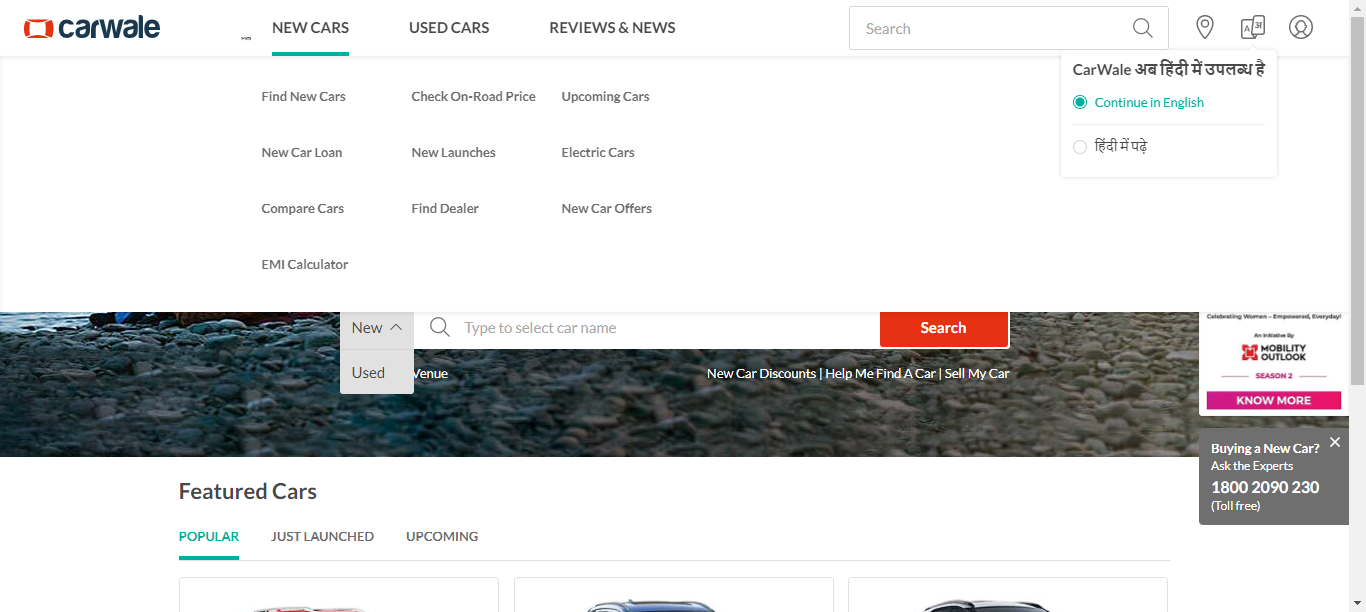 carwale
NEW CARS
USED CARS
REVIEWS & NEWS
Search
CarWale अब हिंदी में उपलब्ध है
Continue in English
हिंदी में पढ़े
Find New Cars
Check On-Road Price
Upcoming Cars
New Car Loan
New Launches
Electric Cars
Compare Cars
Find Dealer
New Car Offers
EMI Calculator
New
Type to select car name
Search
Used
Venue
New Car Discounts | Help Me Find A Car | Sell My Car
Celebrating Women – Empowered, Everyday!
An Initiative By
MOBILITY
OUTLOOK
SEASON 2
KNOW MORE
Buying a New Car?
Ask the Experts
1800 2090 230
(Toll free)
Featured Cars
POPULAR
JUST LAUNCHED
UPCOMING